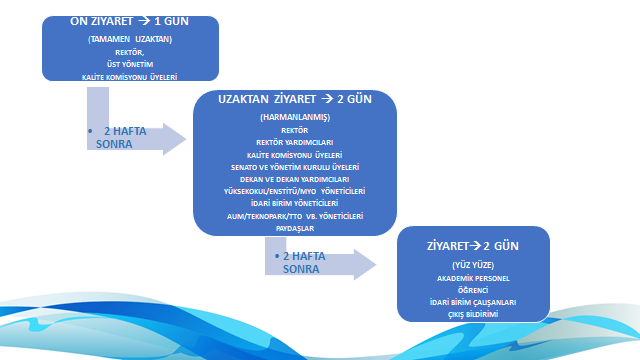 ÖN ZİYARET → 1 GÜN
(TAMAMEN UZAKTAN)
REKTÖR,
ÜST YÖNETİM
KALİTE KOMİSYONU ÜYELERİ
• 2 HAFTA
SONRA
UZAKTAN ZİYARET → 2 GÜN
(HARMANLANMIŞ)
REKTÖR
REKTÖR YARDIMCILARI
KALİTE KOMİSYONU ÜYELERİ
SENATO VE YÖNETİM KURULU ÜYELERİ
DEKAN VE DEKAN YARDIMCILARI
YÜKSEKOKUL/ENSTİTÜ/MYO YÖNETİCİLERİ
İDARİ BİRİM YÖNETİCİLERİ
AUM/TEKNOPARK/TTO VB. YÖNETİCİLERİ
PAYDAŞLAR
• 2 HAFTA
SONRA
ZİYARET→2 GÜN
(YÜZ YÜZE)
AKADEMİK PERSONEL
ÖĞRENCİ
İDARİ BİRİM ÇALIŞANLARI
ÇIKIŞ BİLDİRİMİ